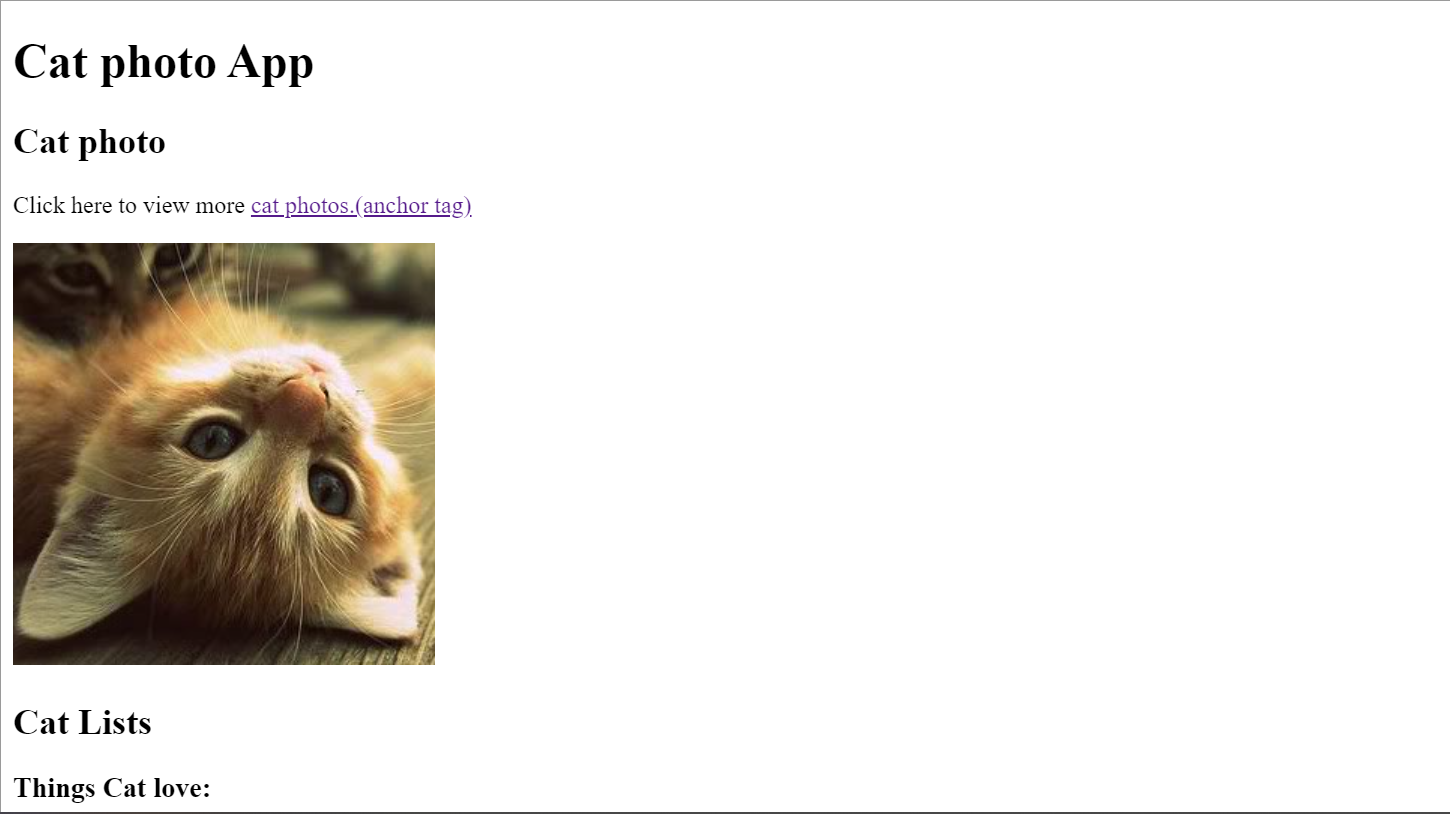 Cat photo App
Cat photo
Click here to view more cat photos.(anchor tag)
Cat Lists
Things Cat love: